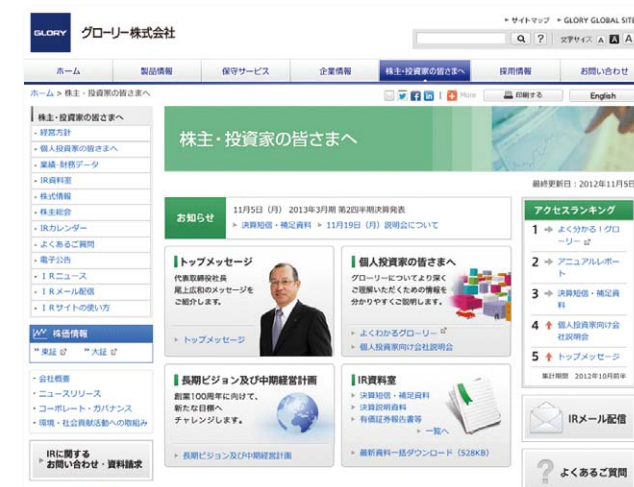 サイトマップ GLORY GLOBAL SITE
GLORY グローリー株式会社
? 文字サイズ A A A
ホーム 製品情報 保守サービス 企業情報 株主・投資家の皆さまへ 採用情報 お問い合わせ
ホーム > 株主・投資家の皆さまへ
More 印刷する English
株主・投資家の皆さまへ
経営方針
個人投資家の皆さまへ
業績・財務データ
IR資料室
株式情報
株主総会
IRカレンダー
よくあるご質問
電子公告
IRニュース
IRメール配信
IRサイトの使い方
株価情報
東証 大証
会社概要
ニュースリリース
コーポレート・ガバナンス
環境・社会貢献活動への取組み
IRに関する
お問い合わせ・資料請求
株主・投資家の皆さまへ
最終更新日:2012年11月5日
お知らせ
11月5日(月) 2013年3月期 第2四半期決算発表
決算短信・補足資料 11月19日(月)説明会について
トップメッセージ
代表取締役社長
尾上広和のメッセージを
ご紹介します。
トップメッセージ
個人投資家の皆さまへ
グローリーについてより深く
ご理解いただくための情報を
分かりやすくご説明します。
よくわかるグローリー
個人投資家向け会社説明会
長期ビジョン及び中期経営計画
創業100周年に向けて、
新たな目標へ
チャレンジします。
長期ビジョン及び中期経営計画
IR資料室
決算短信・補足資料
決算説明資料
有価証券報告書等
一覧へ
最新資料一括ダウンロード(528KB)
アクセスランキング
1 よく分かる!グロ
ーリー
2 アニュアルレポー
ト
3 決算短信・補足資
料
4 個人投資家向け会
社説明会
5 トップメッセージ
集計期間 2012年10月前半
IRメール配信
よくあるご質問